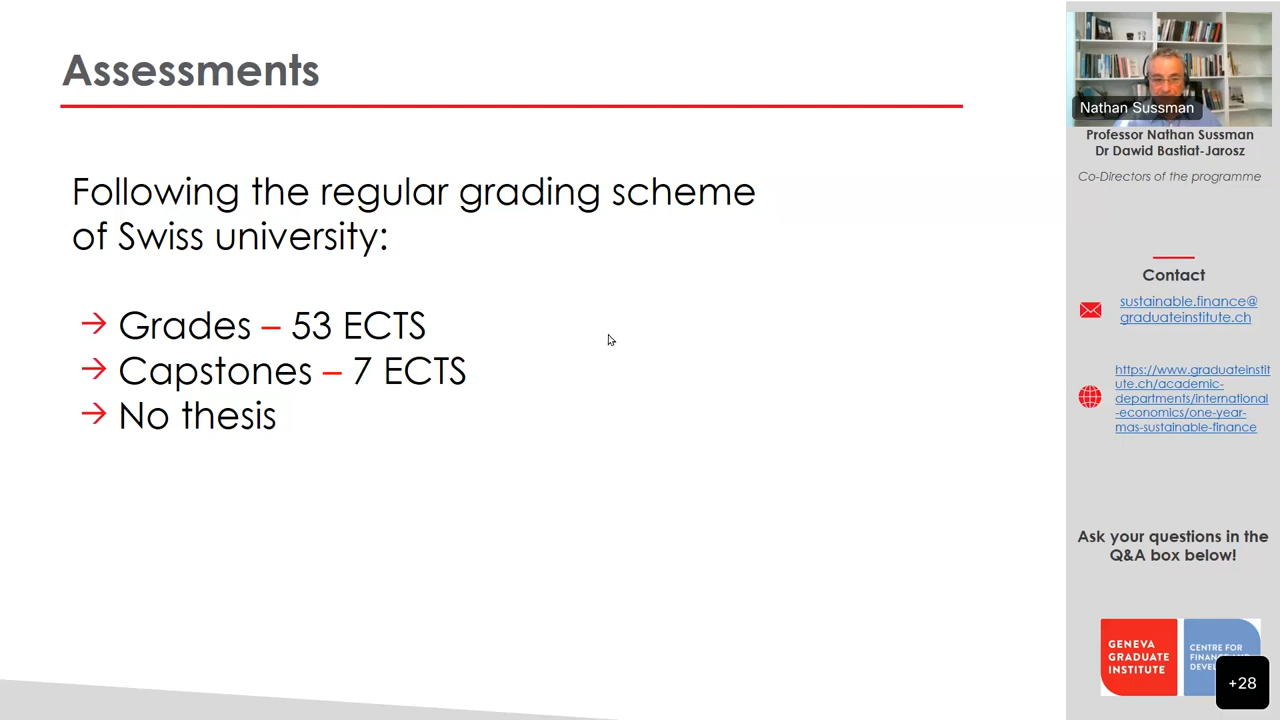 Assessments
Following the regular grading scheme
of Swiss university:
→ Grades – 53 ECTS
→ Capstones – 7 ECTS
→ No thesis
Nathan Sussman
Professor Nathan Sussman
Dr Dawid Bastiat-Jarosz
Co-Directors of the programme
Contact
sustainable.finance@
graduateinstitute.ch
https://www.graduateinstit
ute.ch/academic-
departments/international
-economics/one-year-
mas-sustainable-finance
Ask your questions in the
Q&A box below!
GENEVA
GRADUATE
INSTITUTE
CENTRE FOR
+28